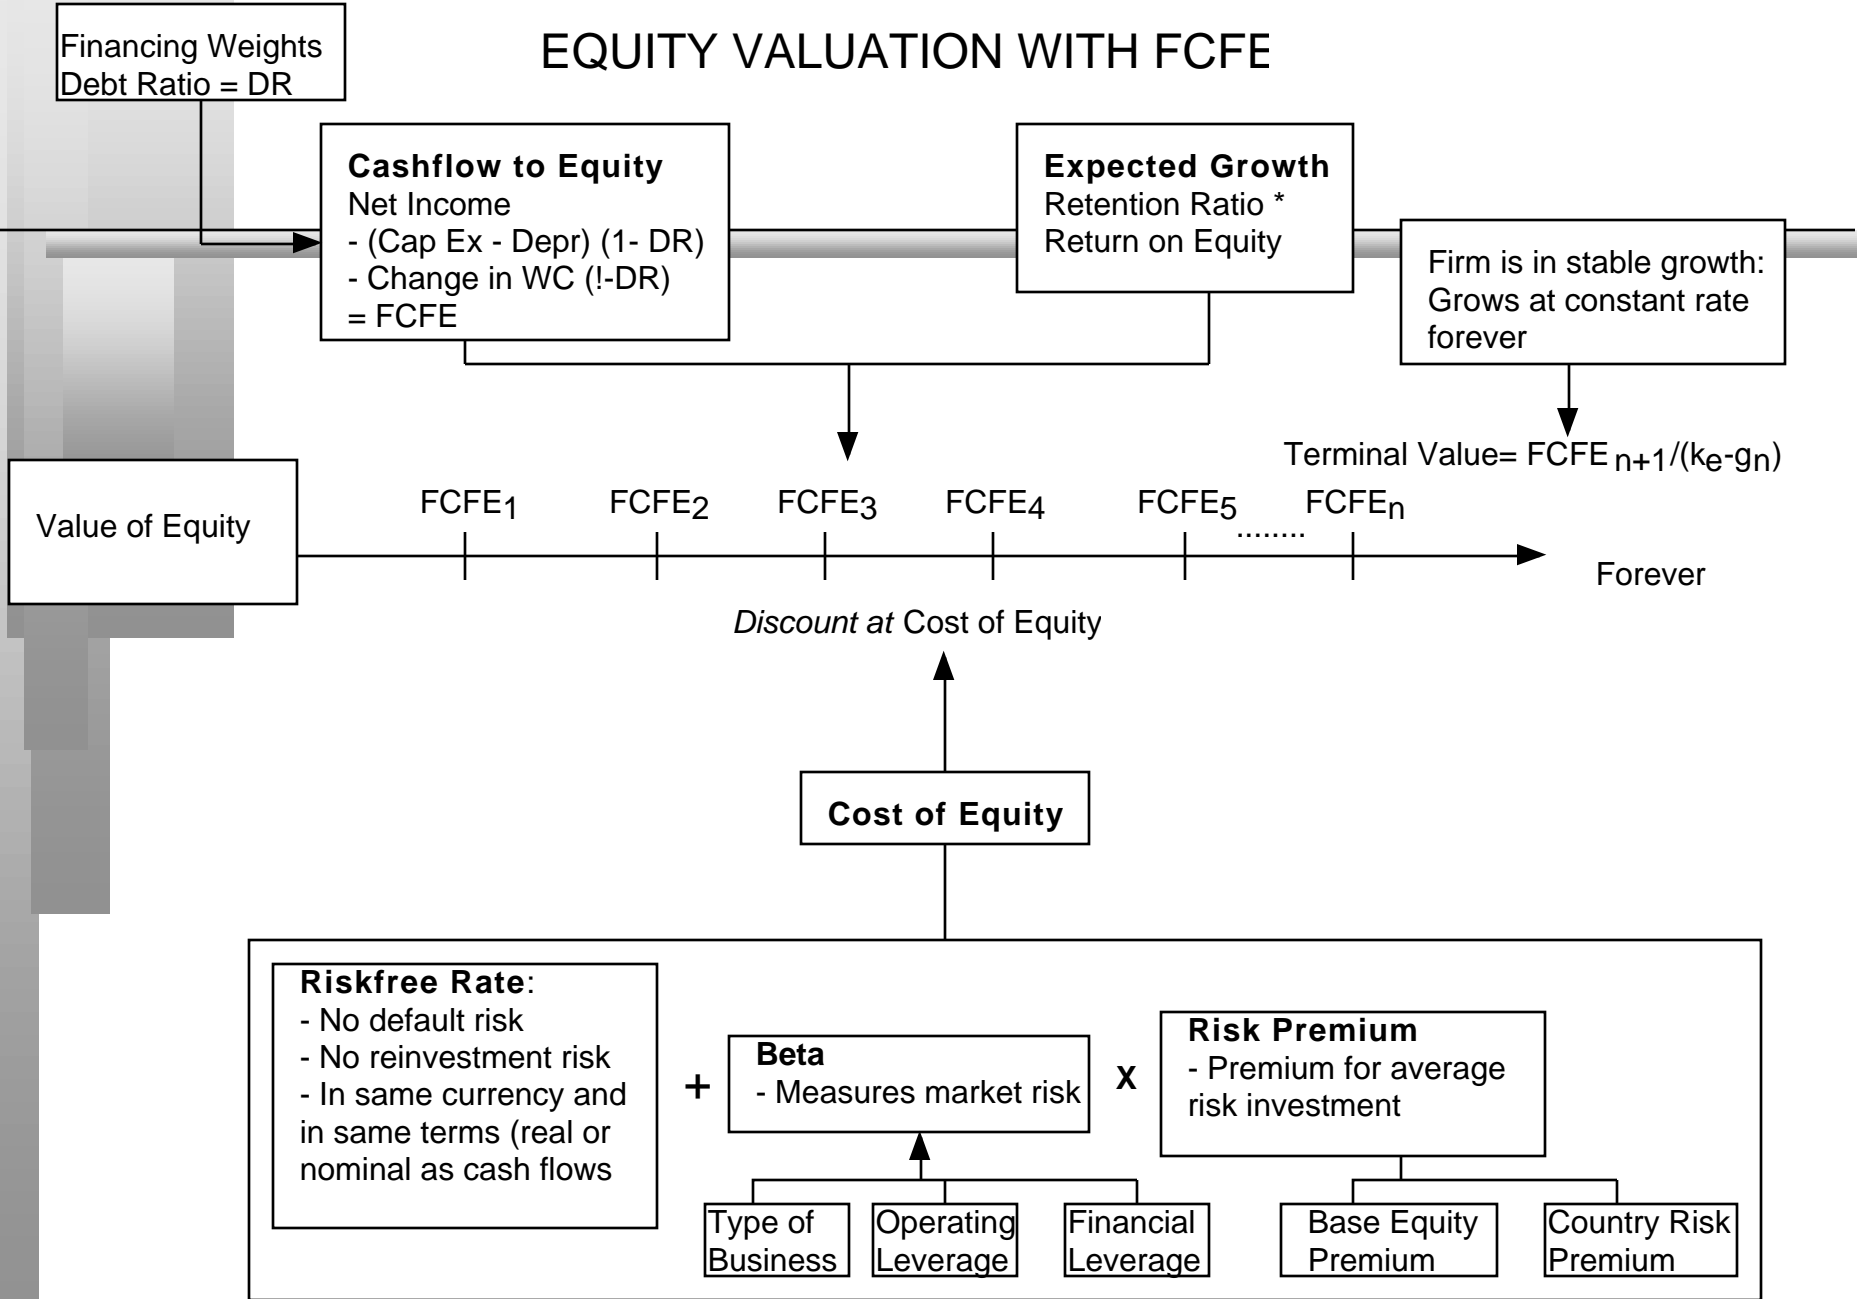 Financing Weights
Debt Ratio = DR
EQUITY VALUATION WITH FCFE
Cashflow to Equity
Net Income
- (Cap Ex - Depr) (1- DR)
- Change in WC (!-DR)
= FCFE
Expected Growth
Retention Ratio *
Return on Equity
Firm is in stable growth:
Grows at constant rate
forever
Terminal Value= FCFE n+1/(ke-gn)
Value of Equity
FCFE1 FCFE2 FCFE3 FCFE4 FCFE5 ........ FCFEn
Forever
Discount at Cost of Equity
Cost of Equity
Riskfree Rate:
- No default risk
- No reinvestment risk
- In same currency and
in same terms (real or
nominal as cash flows
+
Beta
- Measures market risk
X
Risk Premium
- Premium for average
risk investment
Type of
Business
Operating
Leverage
Financial
Leverage
Base Equity
Premium
Country Risk
Premium